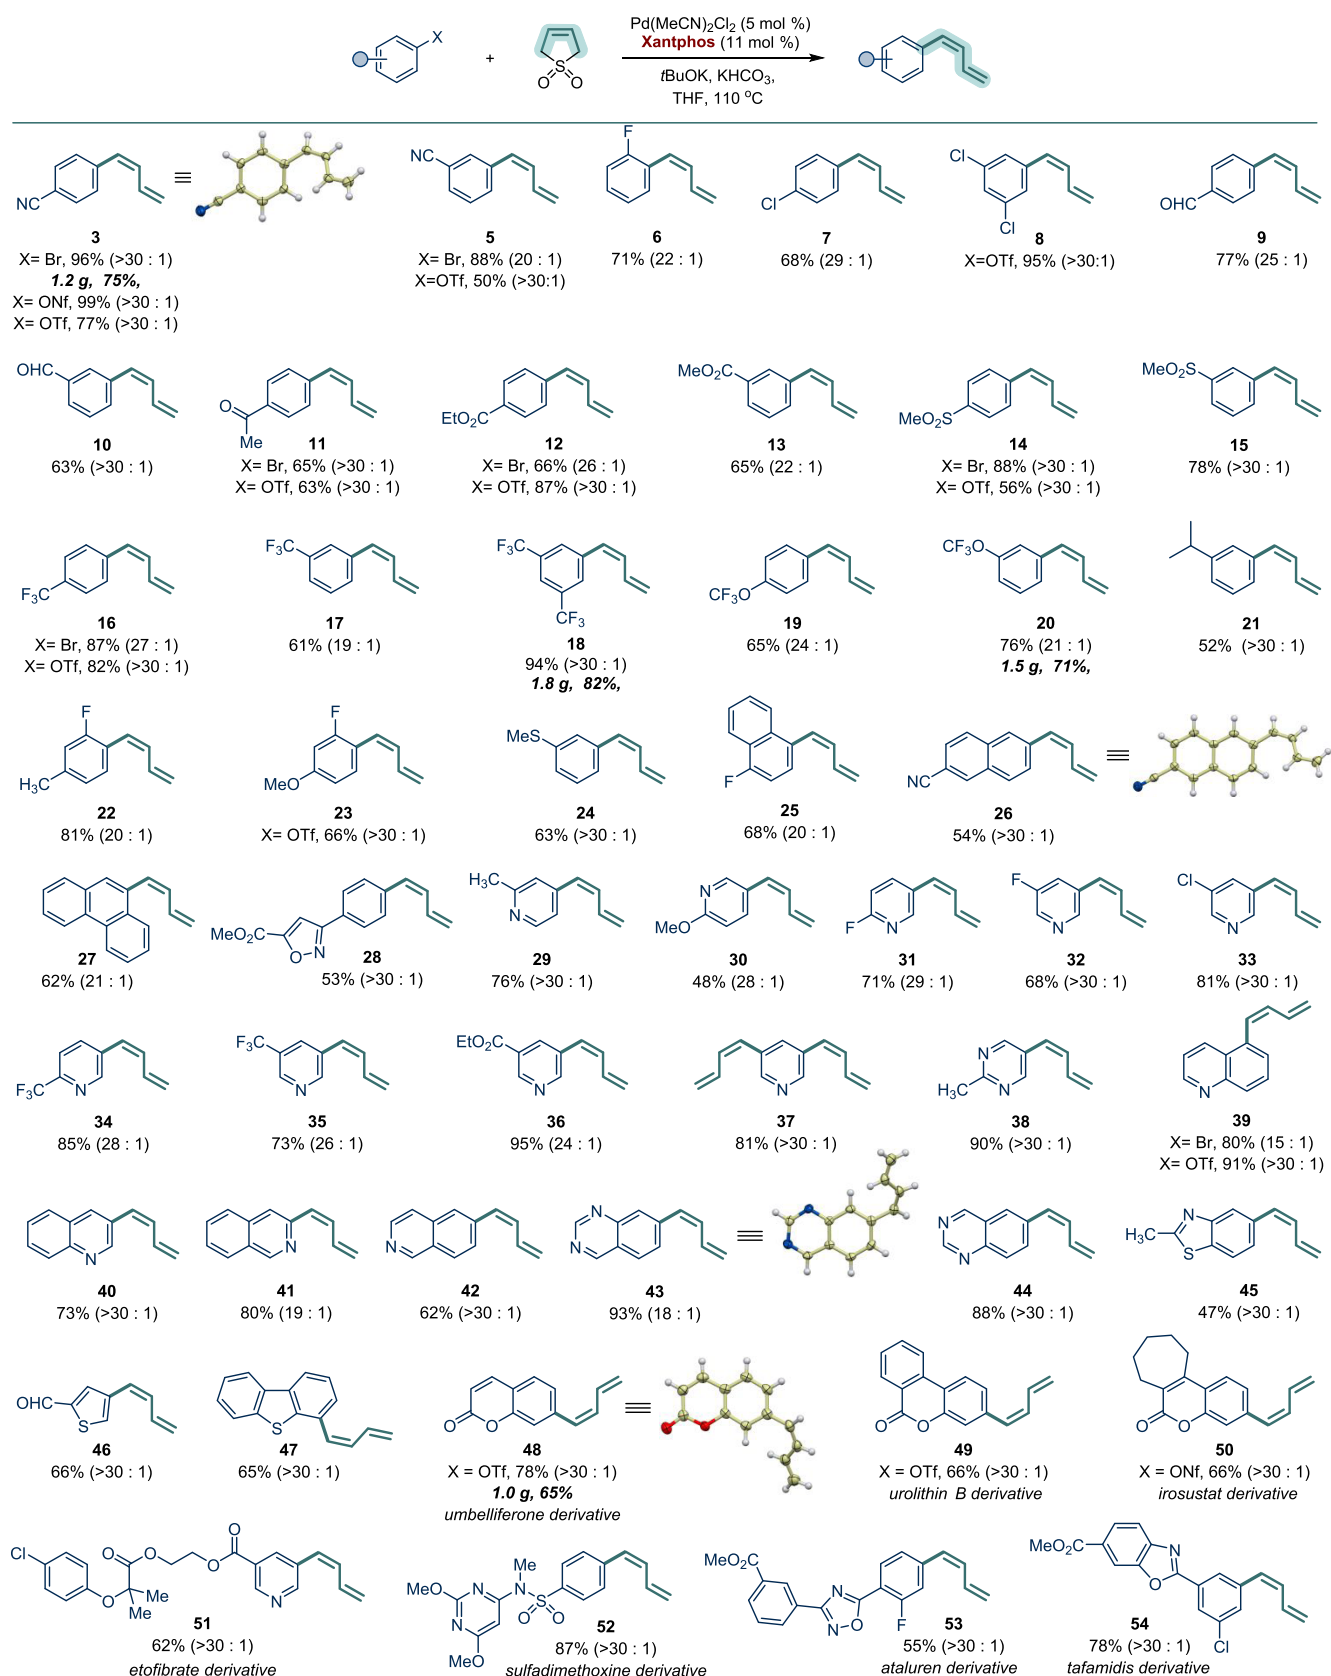 X
+
S
O O
Pd(MeCN)2Cl2 (5 mol %)
Xantphos (11 mol %)
tBuOK, KHCO3,
THF, 110 °C
NC
≡
NC
F
Cl
Cl
Cl
OHC
3 5 6 7 8 9
X= Br, 96% (>30 : 1)
1.2 g, 75%,
X= ONf, 99% (>30 : 1)
X= OTf, 77% (>30 : 1)
X= Br, 88% (20 : 1)
X=OTf, 50% (>30:1)
71% (22 : 1)
68% (29 : 1)
X=OTf, 95% (>30:1)
77% (25 : 1)
OHC
O
Me
EtO2C
MeO2C
MeO2S
MeO2S
10 11 12 13 14 15
63% (>30 : 1)
X= Br, 65% (>30 : 1)
X= OTf, 63% (>30 : 1)
X= Br, 66% (26 : 1)
X= OTf, 87% (>30 : 1)
65% (22 : 1)
X= Br, 88% (>30 : 1)
X= OTf, 56% (>30 : 1)
78% (>30 : 1)
F3C
F3C
F3C
CF3
CF3O
CF3O
16 17 18 19 20 21
X= Br, 87% (27 : 1)
X= OTf, 82% (>30 : 1)
61% (19 : 1)
94% (>30 : 1)
1.8 g, 82%,
65% (24 : 1)
76% (21 : 1)
1.5 g, 71%,
52% (>30 : 1)
F
H3C
F
MeO
MeS
F
NC
≡
22 23 24 25 26
81% (20 : 1)
X= OTf, 66% (>30 : 1)
63% (>30 : 1)
68% (20 : 1)
54% (>30 : 1)
MeO2C
O N
H3C
N
N
MeO
F
N
F
N
Cl
N
27 28 29 30 31 32 33
62% (21 : 1)
53% (>30 : 1)
76% (>30 : 1)
48% (28 : 1)
71% (29 : 1)
68% (>30 : 1)
81% (>30 : 1)
F3C
N
F3C
N
EtO2C
N
N
N
H3C N
N
34 35 36 37 38 39
85% (28 : 1)
73% (26 : 1)
95% (24 : 1)
81% (>30 : 1)
90% (>30 : 1)
X= Br, 80% (15 : 1)
X= OTf, 91% (>30 : 1)
N
N
N
N
N
≡
N
N
N
H3C
S
40 41 42 43 44 45
73% (>30 : 1)
80% (19 : 1)
62% (>30 : 1)
93% (18 : 1)
88% (>30 : 1)
47% (>30 : 1)
OHC
S
S
O O
≡
O O
O O
46 47 48 49 50
66% (>30 : 1)
65% (>30 : 1)
X = OTf, 78% (>30 : 1)
1.0 g, 65%
umbelliferone derivative
X = OTf, 66% (>30 : 1)
urolithin B derivative
X = ONf, 66% (>30 : 1)
irosustat derivative
Cl
O
Me
Me
O
O
O
O
N
51
62% (>30 : 1)
etofibrate derivative
MeO
N
N
OMe
Me
N
S
O O
52
87% (>30 : 1)
sulfadimethoxine derivative
MeO2C
N
N O
F
53
55% (>30 : 1)
ataluren derivative
MeO2C
N
O
Cl
54
78% (>30 : 1)
tafamidis derivative